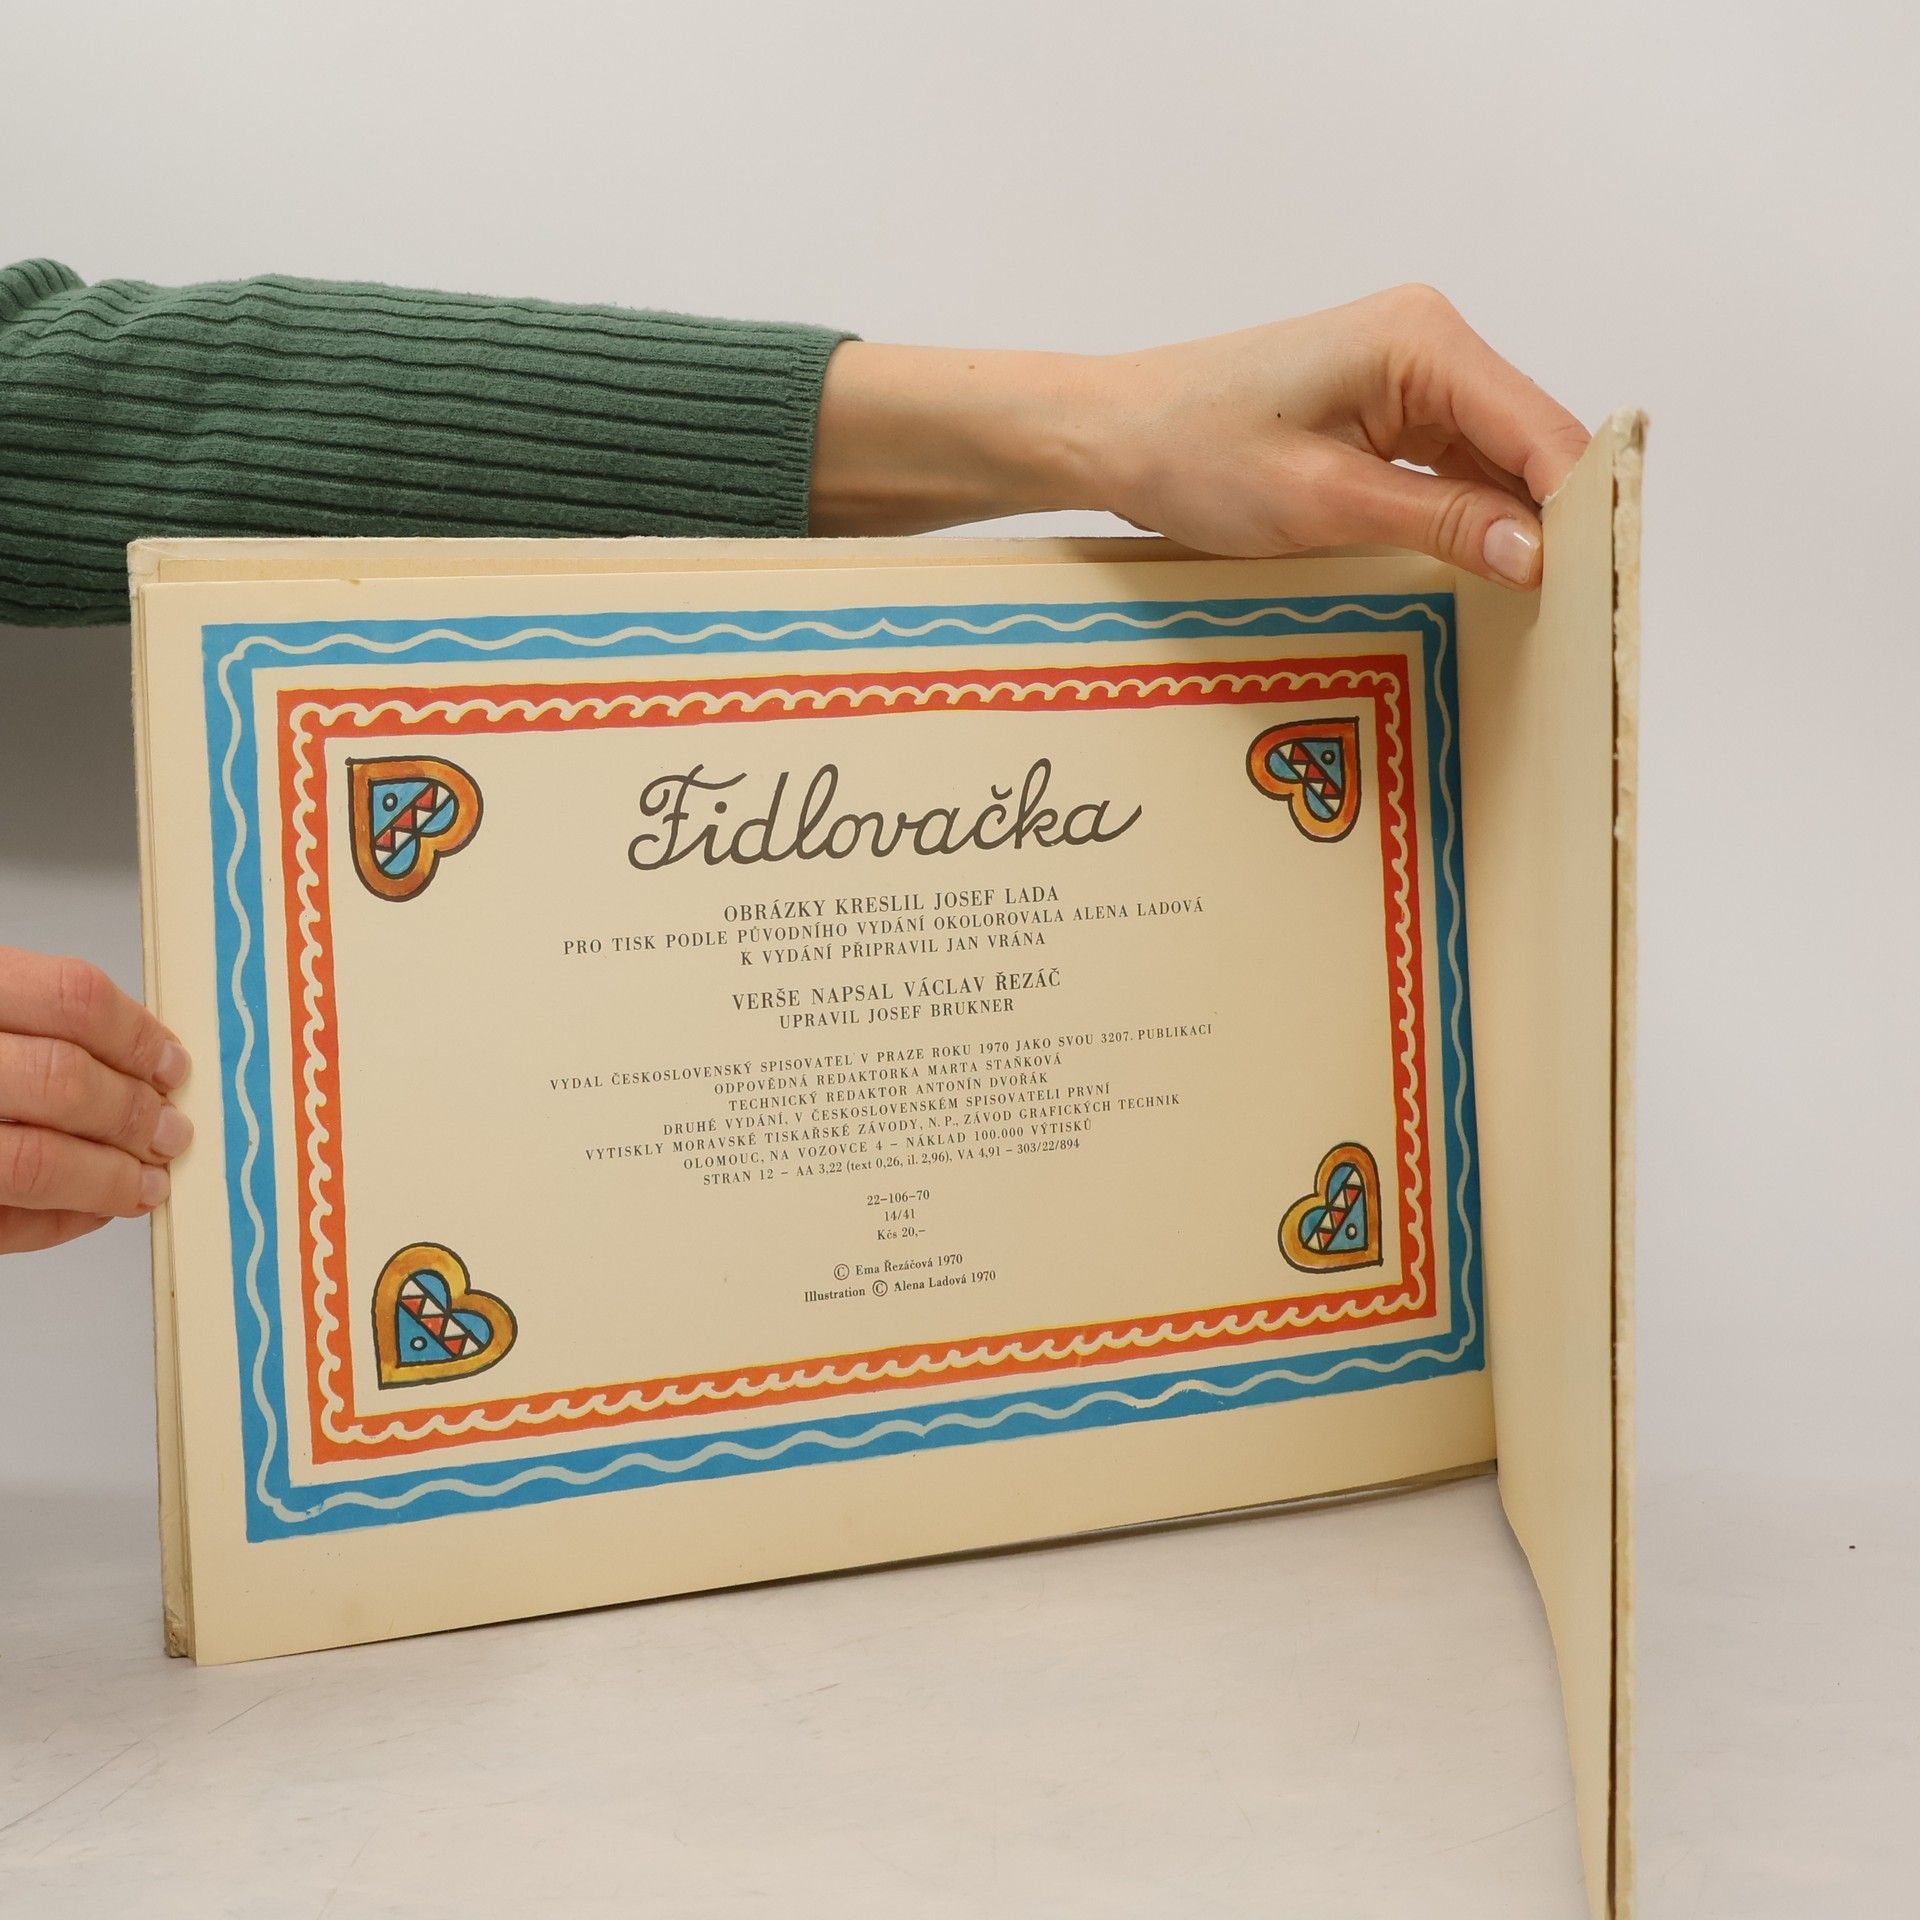 Fidlovačka
OBRÁZKY KRESLIL JOSEF LADA
PRO TISK PODLE PŮVODNÍHO VYDÁNÍ OKOLOROVALA ALENA LADOVÁ
K VYDÁNÍ PŘIPRAVIL JAN VRÁNA
VERŠE NAPSAL VÁCLAV ŘEZÁČ
UPRAVIL JOSEF BRUKNER
VYDAL ČESKOSLOVENSKÝ SPISOVATEL V PRAZE ROKU 1970 JAKO SVOU 3207. PUBLIKACI
ODPOVĚDNÁ REDAKTORKA MARTA STAŇKOVÁ
TECHNICKÝ REDAKTOR ANTONÍN DVOŘÁK
DRUHÉ VYDÁNÍ, V ČESKOSLOVENSKÉM SPISOVATELI PRVNÍ
VYTISKLY MORAVSKÉ TISKAŘSKÉ ZÁVODY, N. P., ZÁVOD GRAFICKÝCH TECHNIK
OLOMOUC, NA VOZOVCE 4 – NÁKLAD 100.000 VÝTISKŮ
STRAN 12 – AA 3,22 (text 0,26, il. 2,96), VA 4,91 – 303/22/894
22–106–70
14/41
Kčs 20,–
© Ema Řezáčová 1970
Illustration © Alena Ladová 1970